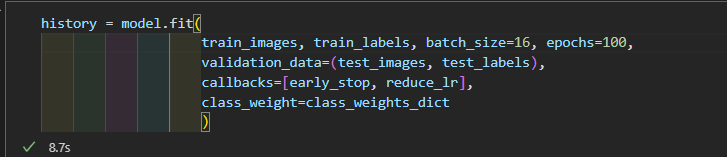 history = model.fit(
train_images, train_labels, batch_size=16, epochs=100,
validation_data=(test_images, test_labels),
callbacks=[early_stop, reduce_lr],
class_weight=class_weights_dict
)
8.7s